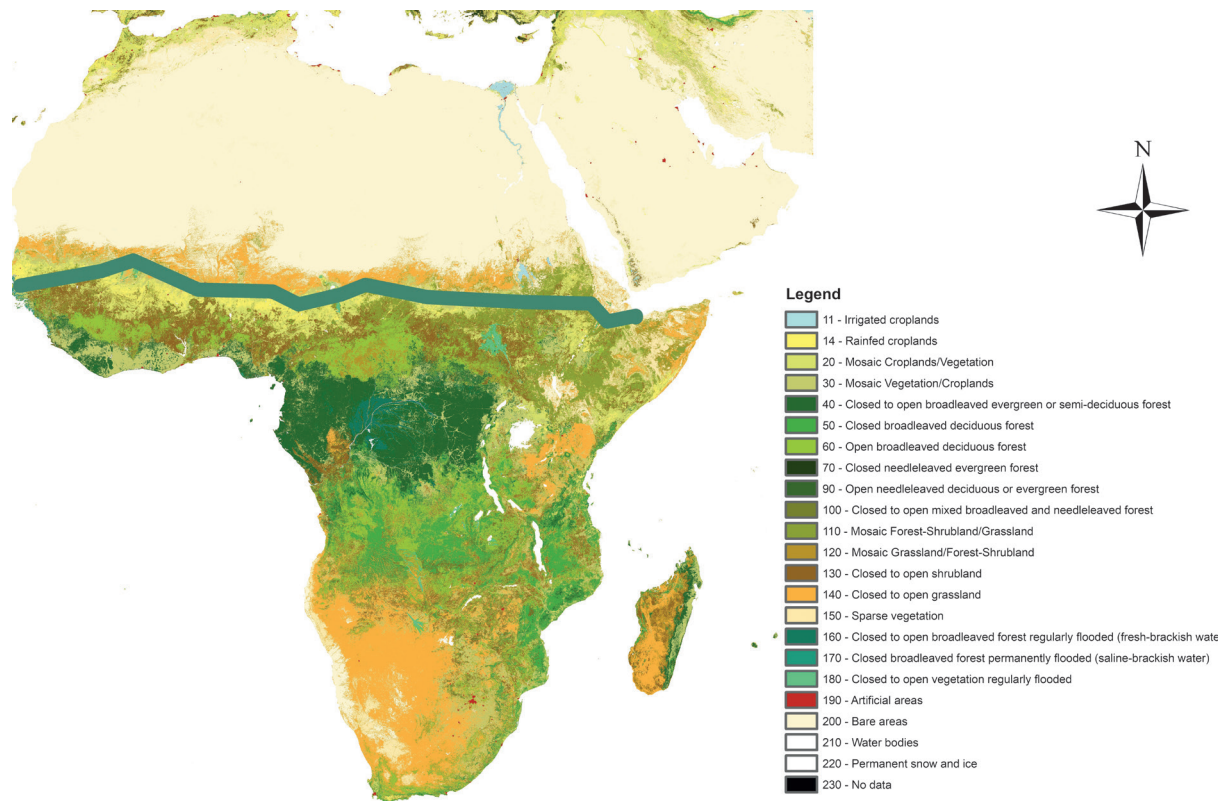 N
Legend
11 - Irrigated croplands
14 - Rainfed croplands
20 - Mosaic Croplands/Vegetation
30 - Mosaic Vegetation/Croplands
40 - Closed to open broadleaved evergreen or semi-deciduous forest
50 - Closed broadleaved deciduous forest
60 - Open broadleaved deciduous forest
70 - Closed needleleaved evergreen forest
90 - Open needleleaved deciduous or evergreen forest
100 - Closed to open mixed broadleaved and needleleaved forest
110 - Mosaic Forest-Shrubland/Grassland
120 - Mosaic Grassland/Forest-Shrubland
130 - Closed to open shrubland
140 - Closed to open grassland
150 - Sparse vegetation
160 - Closed to open broadleaved forest regularly flooded (fresh-brackish wate
170 - Closed broadleaved forest permanently flooded (saline-brackish water)
180 - Closed to open vegetation regularly flooded
190 - Artificial areas
200 - Bare areas
210 - Water bodies
220 - Permanent snow and ice
230 - No data